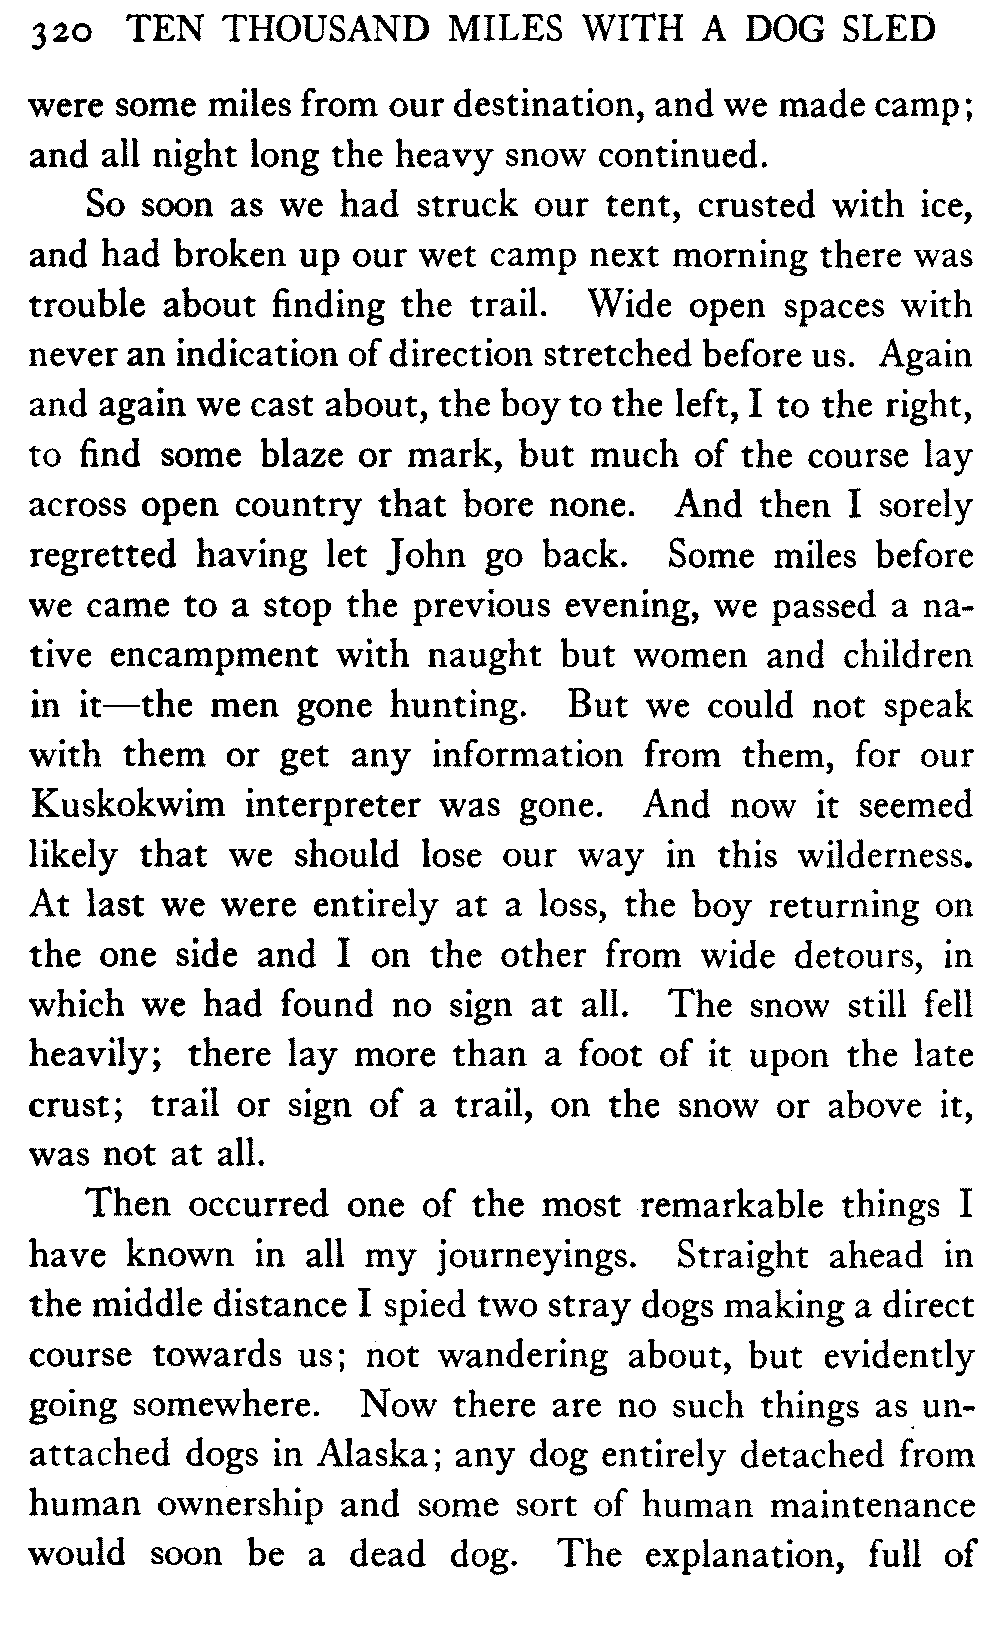 320 TEN THOUSAND MILES WITH A DOG SLED
were some miles from our destination, and we made camp;
and all night long the heavy snow continued.
So soon as we had struck our tent, crusted with ice,
and had broken up our wet camp next morning there was
trouble about finding the trail. Wide open spaces with
never an indication of direction stretched before us. Again
and again we cast about, the boy to the left, I to the right,
to find some blaze or mark, but much of the course lay
across open country that bore none. And then I sorely
regretted having let John go back. Some miles before
we came to a stop the previous evening, we passed a na-
tive encampment with naught but women and children
in it—the men gone hunting. But we could not speak
with them or get any information from them, for our
Kuskokwim interpreter was gone. And now it seemed
likely that we should lose our way in this wilderness.
At last we were entirely at a loss, the boy returning on
the one side and I on the other from wide detours, in
which we had found no sign at all. The snow still fell
heavily; there lay more than a foot of it upon the late
crust; trail or sign of a trail, on the snow or above it,
was not at all.
Then occurred one of the most remarkable things I
have known in all my journeyings. Straight ahead in
the middle distance I spied two stray dogs making a direct
course towards us; not wandering about, but evidently
going somewhere. Now there are no such things as un-
attached dogs in Alaska; any dog entirely detached from
human ownership and some sort of human maintenance
would soon be a dead dog. The explanation, full of